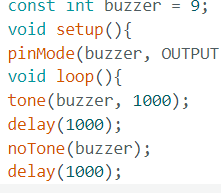 const int buzzer = 9;
void setup(){
pinMode(buzzer, OUTPUT
void loop(){
tone(buzzer, 1000);
delay(1000);
noTone(buzzer);
delay(1000);